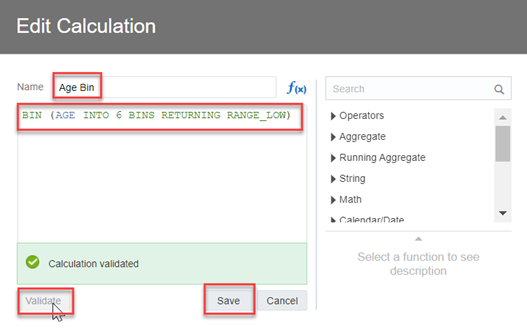 Edit Calculation
Name Age Bin f(x)
BIN (AGE INTO 6 BINS RETURNING RANGE_LOW)
Calculation validated
Validate Save Cancel
Search
Operators
Aggregate
Running Aggregate
String
Math
Calendar/Date
Select a function to see
description